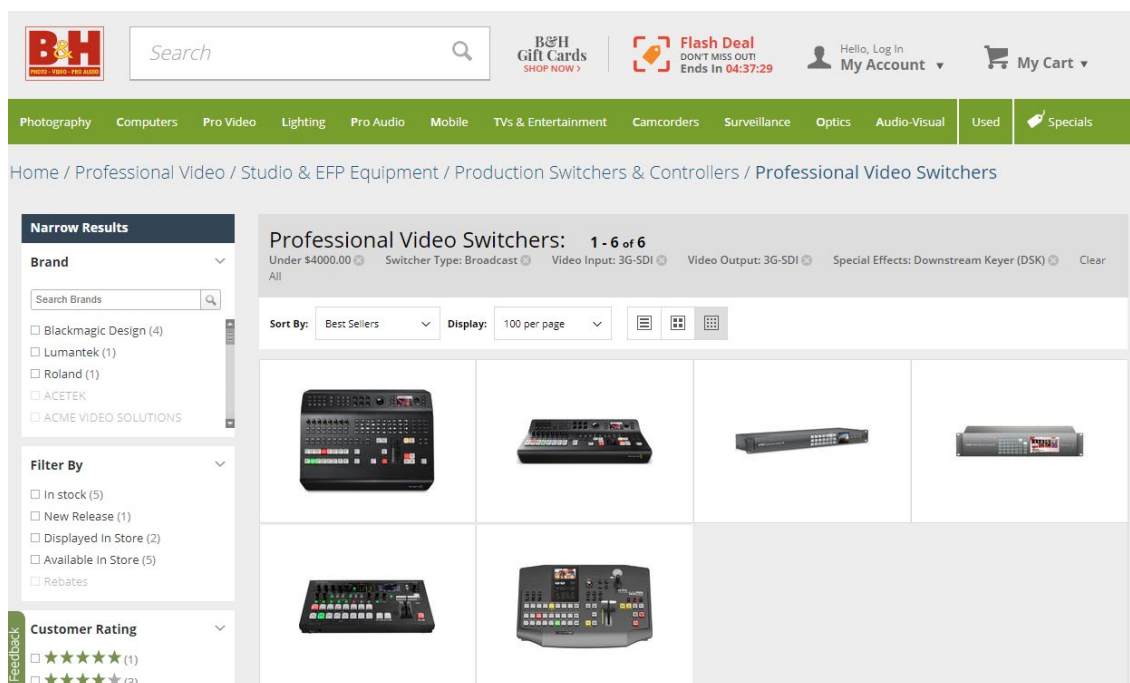 B&H
PHOTO - VIDEO - PRO AUDIO
Search
B&H
Gift Cards
SHOP NOW >
Flash Deal
DON'T MISS OUT!
Ends In 04:37:29
Hello, Log In
My Account
My Cart
Photography Computers Pro Video Lighting Pro Audio Mobile TVs & Entertainment Camcorders Surveillance Optics Audio-Visual Used Specials
Home / Professional Video / Studio & EFP Equipment / Production Switchers & Controllers / Professional Video Switchers
Narrow Results
Brand
Search Brands
Blackmagic Design (4)
Lumantek (1)
Roland (1)
ACETEK
ACME VIDEO SOLUTIONS
Filter By
In stock (5)
New Release (1)
Displayed In Store (2)
Available In Store (5)
Rebates
Customer Rating
(1)
(3)
Feedback
Professional Video Switchers: 1 - 6 of 6
Under $4000.00 Switcher Type: Broadcast Video Input: 3G-SDI Video Output: 3G-SDI Special Effects: Downstream Keyer (DSK) Clear
All
Sort By: Best Sellers Display: 100 per page